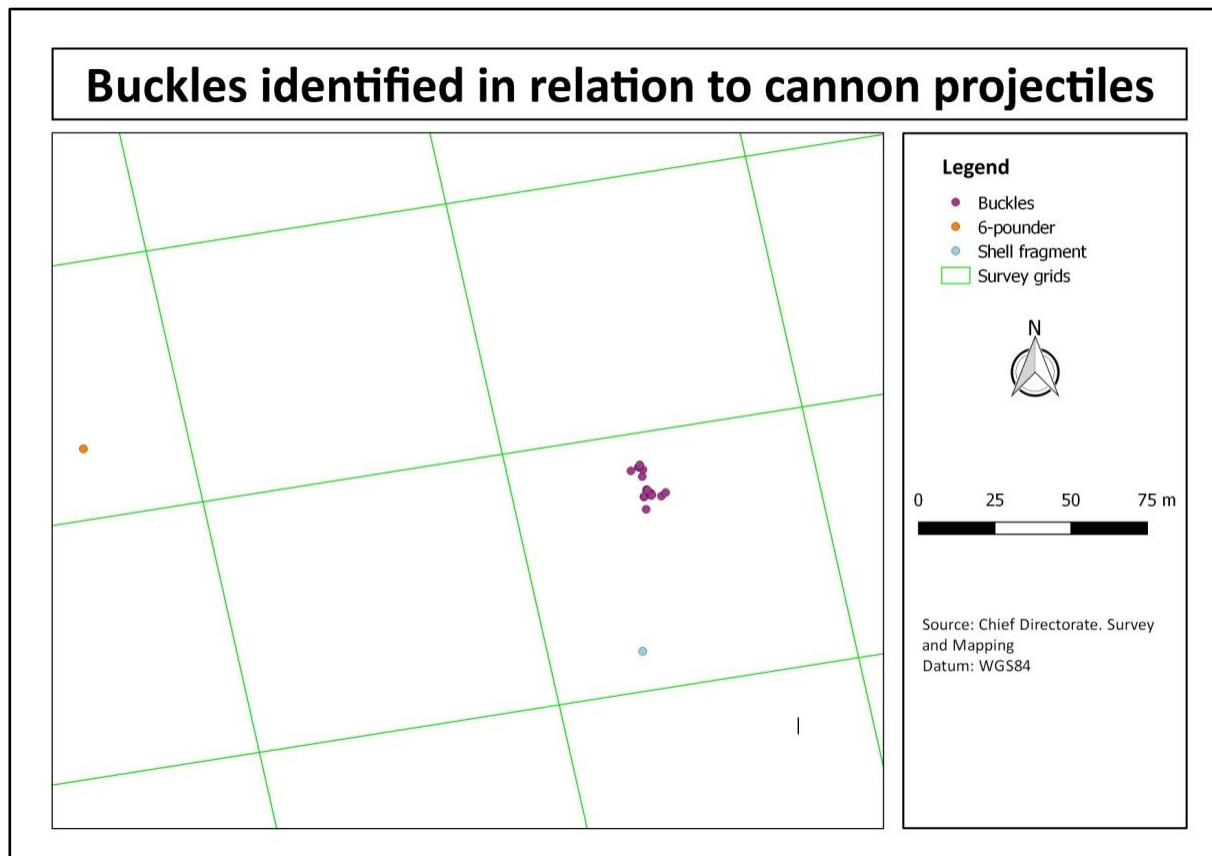 Buckles identified in relation to cannon projectiles
Legend
Buckles
6-pounder
Shell fragment
Survey grids
N
0 25 50 75 m
Source: Chief Directorate. Survey
and Mapping
Datum: WGS84